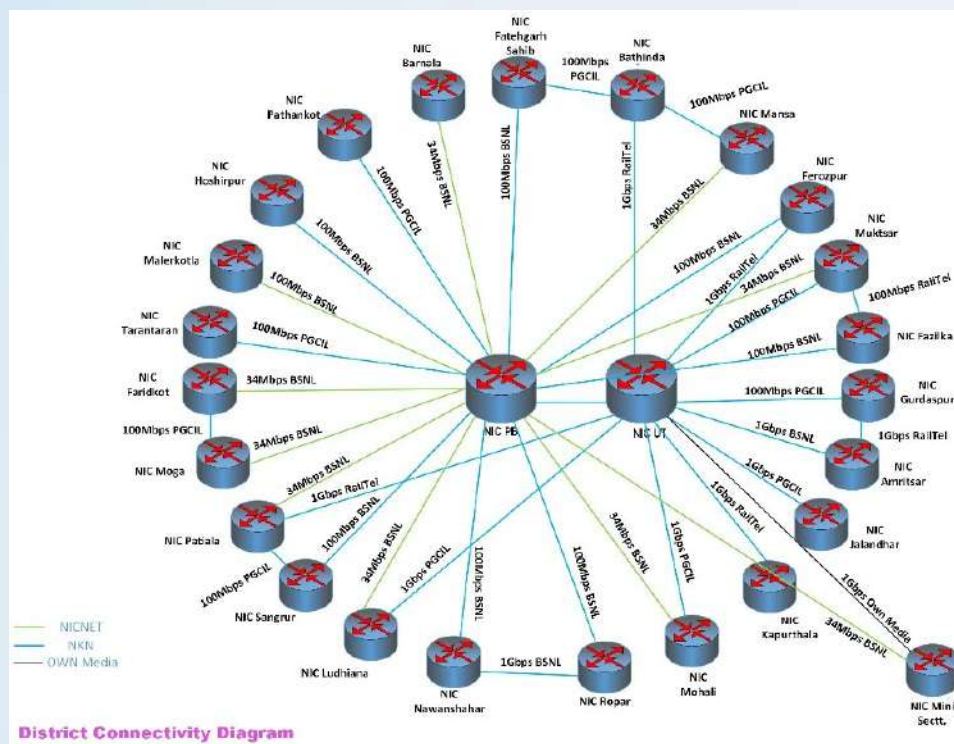 NIC
Fatehgarh
Sahib
NIC
Barnala
100Mbps
PGCIL
NIC
Bathinda
100Mbps PGCIL
NIC
Pathankot
NIC Mansa
NIC
Hoshirpur
NIC
Ferozpur
NIC
Malerkotla
NIC
Muktsar
NIC
Tarantaran
NIC Fazilka
NIC
Faridkot
NIC
Gurdaspur
NIC Moga
NIC
Amritsar
NIC PB
NIC UT
34Mbps BSNL
100Mbps PGCIL
100Mbps BSNL
100Mbps BSNL
100Mbps BSNL
1Gbps RailTel
34Mbps BSNL
100Mbps BSNL
1Gbps RailTel
34Mbps BSNL
100Mbps PGCIL
100Mbps RailTel
100Mbps BSNL
100Mbps PGCIL
34Mbps BSNL
100Mbps PGCIL
100Mbps PGCIL
34Mbps BSNL
1Gbps BSNL
1Gbps RailTel
34Mbps BSNL
1Gbps RailTel
100Mbps BSNL
1Gbps PGCIL
1Gbps RailTel
NIC Patiala
NIC
Jalandhar
100Mbps PGCIL
34Mbps BSNL
1Gbps PGCIL
100Mbps BSNL
100Mbps BSNL
34Mbps BSNL
1Gbps PGCIL
1Gbps Own Media
NIC Sangrur
NIC
Kapurthala
34Mbps BSNL
NICNET
NKN
OWN Media
NIC Ludhiana
1Gbps BSNL
NIC
Nawanshahar
NIC Ropar
NIC
Mohali
NIC Mini
Sectt.
District Connectivity Diagram